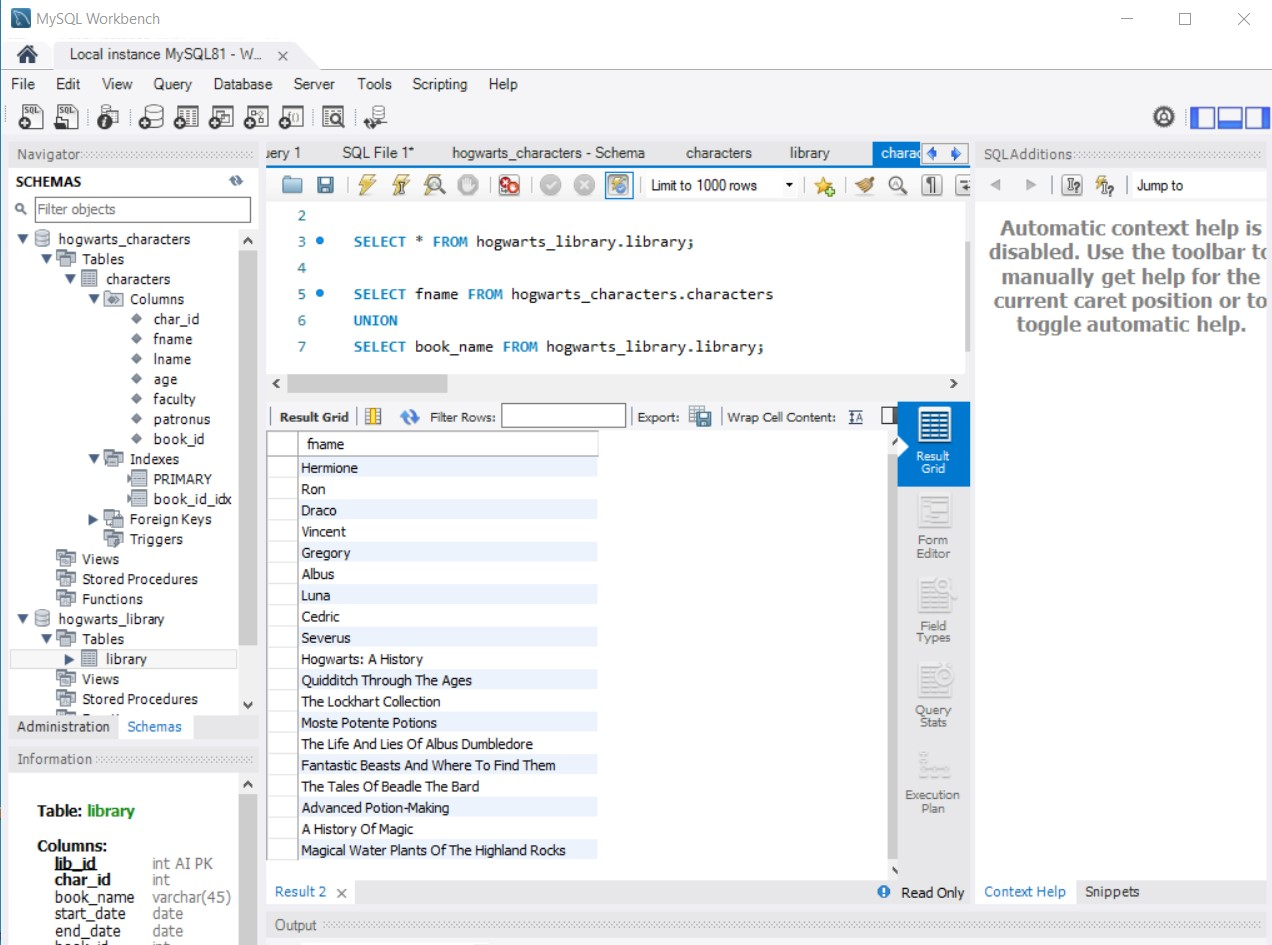 MySQL Workbench
Local instance MySQL81 - W...
File Edit View Query Database Server Tools Scripting Help
Navigator
SCHEMAS
Filter objects
hogwarts_characters
Tables
characters
Columns
char_id
fname
lname
age
faculty
patronus
book_id
Indexes
PRIMARY
book_id_idx
Foreign Keys
Triggers
Views
Stored Procedures
Functions
hogwarts_library
Tables
library
Views
Stored Procedures
Administration Schemas
Information
Table: library
Columns:
lib_id int AI PK
char_id int
book_name varchar(45)
start_date date
end_date date
SQL File 1* hogwarts_characters - Schema characters library
Limit to 1000 rows
2
3 SELECT * FROM hogwarts_library.library;
4
5 SELECT fname FROM hogwarts_characters.characters
6 UNION
7 SELECT book_name FROM hogwarts_library.library;
Result Grid Filter Rows: Export: Wrap Cell Content:
fname
Hermione
Ron
Draco
Vincent
Gregory
Albus
Luna
Cedric
Severus
Hogwarts: A History
Quidditch Through The Ages
The Lockhart Collection
Moste Potente Potions
The Life And Lies Of Albus Dumbledore
Fantastic Beasts And Where To Find Them
The Tales Of Beadle The Bard
Advanced Potion-Making
A History Of Magic
Magical Water Plants Of The Highland Rocks
Result
Grid
Form
Editor
Field
Types
Query
Stats
Execution
Plan
Result 2 Read Only
Output
SQLAdditions
Jump to
Automatic context help is
disabled. Use the toolbar to
manually get help for the
current caret position or to
toggle automatic help.
Context Help Snippets